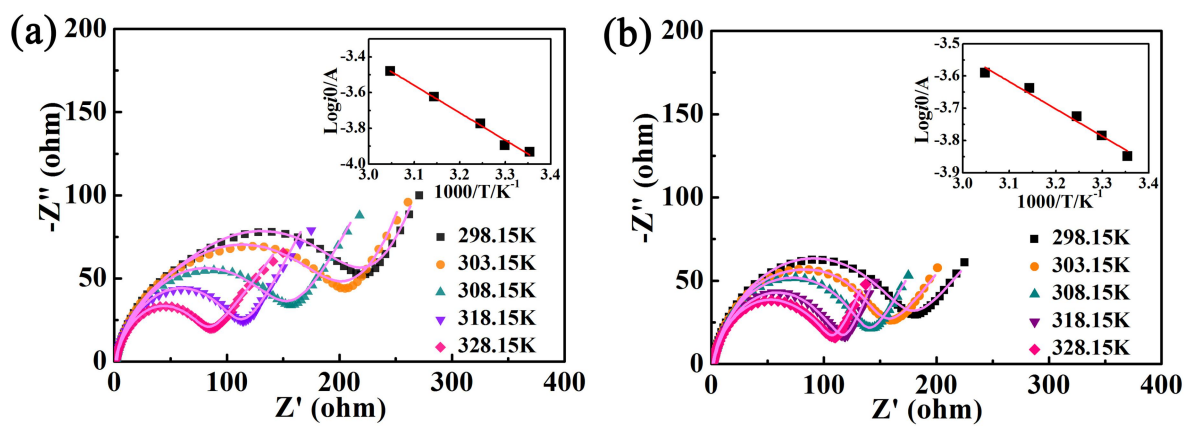 (a)
200
150
100
50
0
-Z'' (ohm)
0 100 200 300 400
Z' (ohm)
298.15K
303.15K
308.15K
318.15K
328.15K
-3.4
-3.6
-3.8
-4.0
Logi0/A
3.0 3.1 3.2 3.3 3.4
1000/T/K-1
(b)
200
150
100
50
0
-Z'' (ohm)
0 100 200 300 400
Z' (ohm)
298.15K
303.15K
308.15K
318.15K
328.15K
-3.5
-3.6
-3.7
-3.8
-3.9
Logi0/A
3.0 3.1 3.2 3.3 3.4
1000/T/K-1